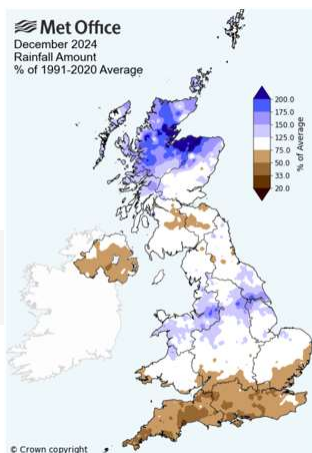 Met Office
December 2024
Rainfall Amount
% of 1991-2020 Average
200.0
175.0
150.0
125.0
75.0
50.0
33.0
20.0
% of Average
© Crown copyright